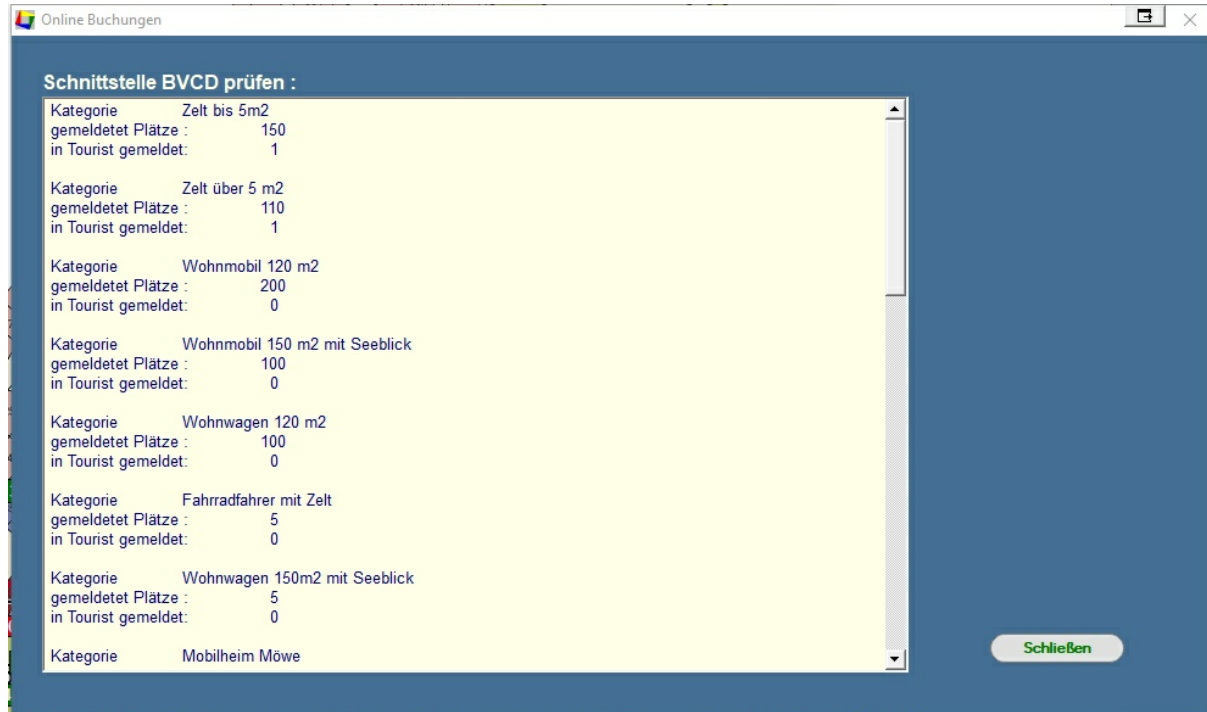 Online Buchungen
Schnittstelle BVCD prüfen :
Kategorie Zelt bis 5m2
gemeldetet Plätze : 150
in Tourist gemeldet: 1
Kategorie Zelt über 5 m2
gemeldetet Plätze : 110
in Tourist gemeldet: 1
Kategorie Wohnmobil 120 m2
gemeldetet Plätze : 200
in Tourist gemeldet: 0
Kategorie Wohnmobil 150 m2 mit Seeblick
gemeldetet Plätze : 100
in Tourist gemeldet: 0
Kategorie Wohnwagen 120 m2
gemeldetet Plätze : 100
in Tourist gemeldet: 0
Kategorie Fahrradfahrer mit Zelt
gemeldetet Plätze : 5
in Tourist gemeldet: 0
Kategorie Wohnwagen 150m2 mit Seeblick
gemeldetet Plätze : 5
in Tourist gemeldet: 0
Kategorie Mobilheim Möwe
Schließen